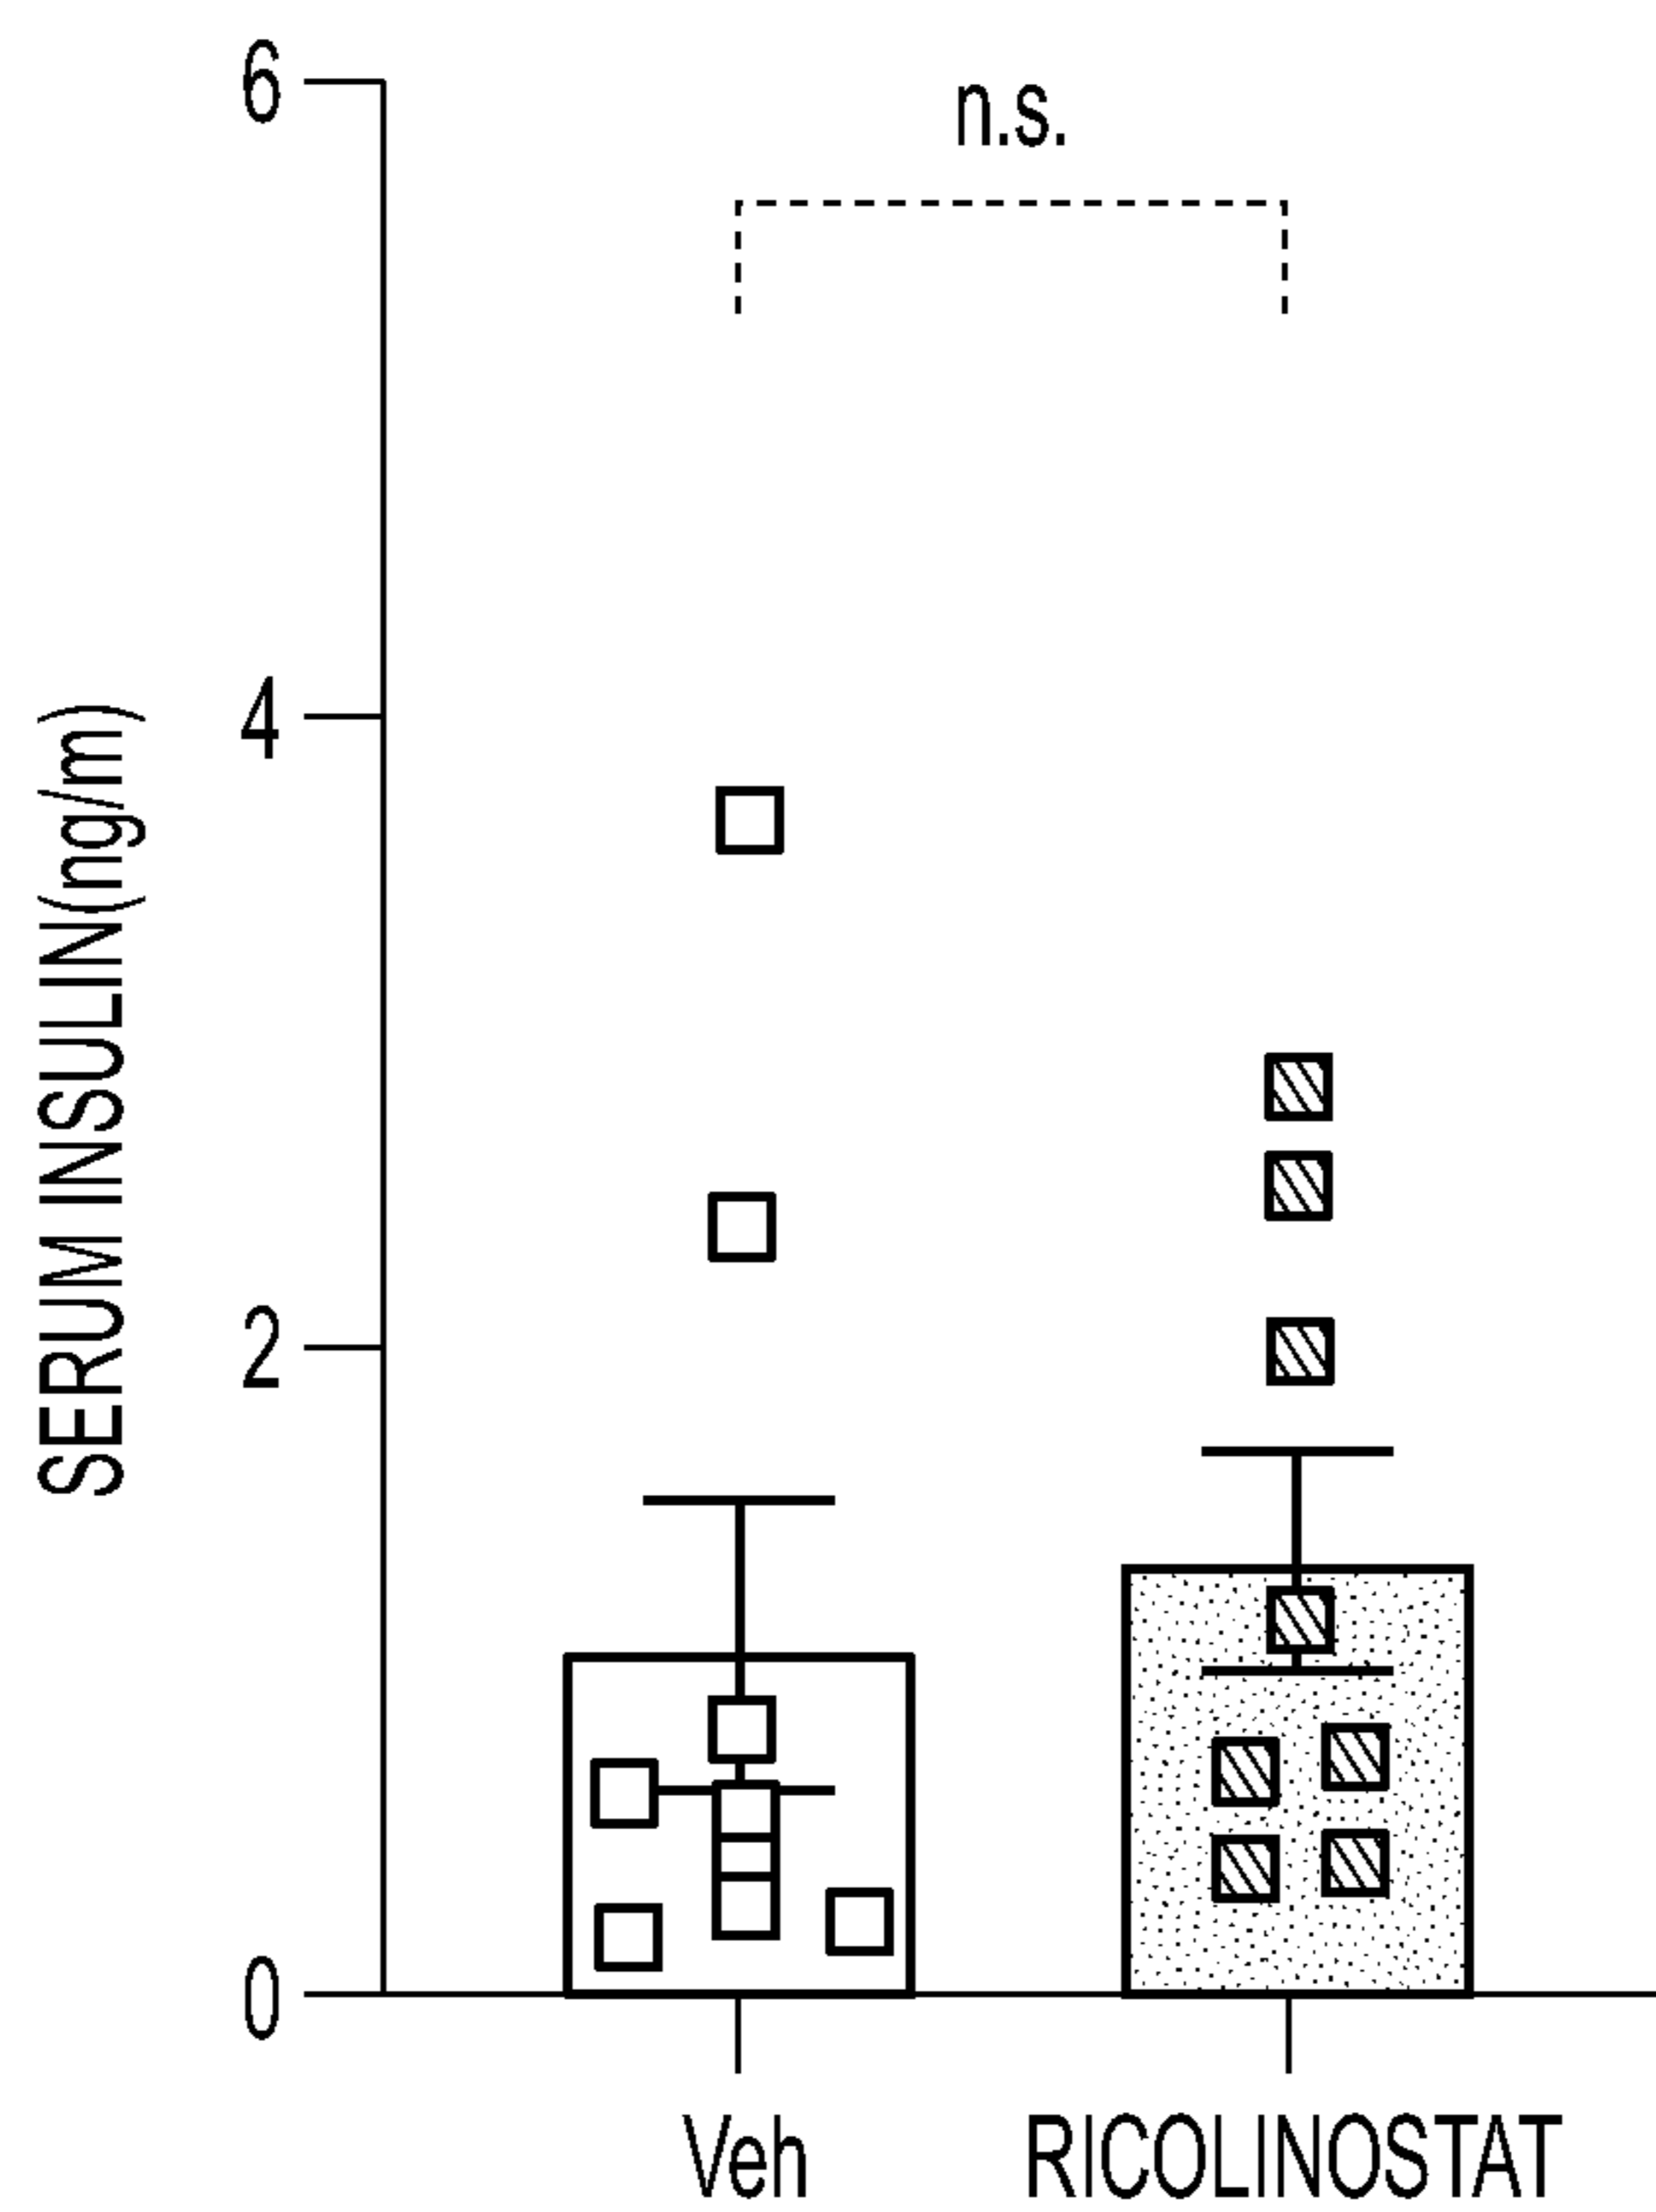 6
n.s.
4
SERUM INSULIN(ng/m)
2
0
Veh
RICOLINOSTAT